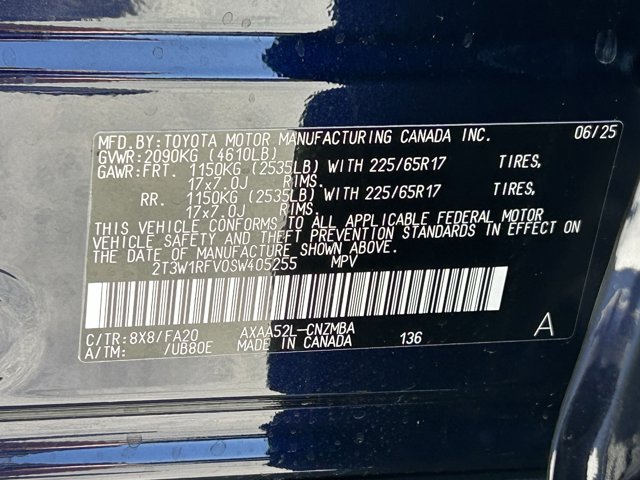 MFD.BY:TOYOTA MOTOR MANUFACTURING CANADA INC. 06/25
GVWR:2090KG (4610LB)
GAWR:FRT. 1150KG (2535LB) WITH 225/65R17 TIRES,
17x7.0J RIMS.
RR. 1150KG (2535LB) WITH 225/65R17 TIRES,
17x7.0J RIMS.
THIS VEHICLE CONFORMS TO ALL APPLICABLE FEDERAL MOTOR
VEHICLE SAFETY AND THEFT PREVENTION STANDARDS IN EFFECT ON
THE DATE OF MANUFACTURE SHOWN ABOVE.
2T3W1RFV0SW405255 MPV
C/TR:8X8/FA20 AXAA52L-CNZMBA A
A/TM: /UB80E MADE IN CANADA 136